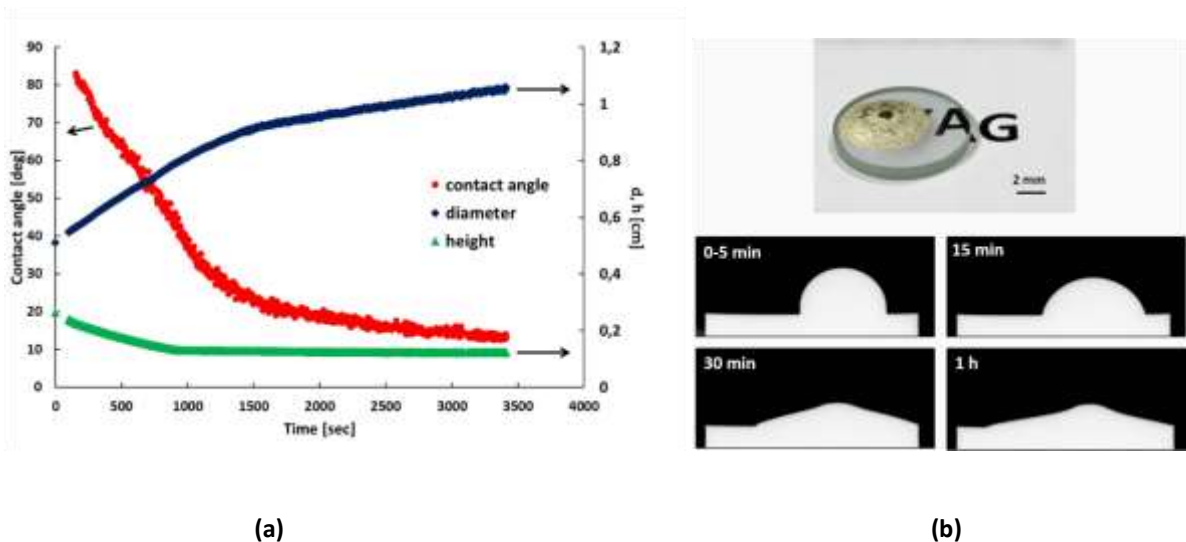 90
80
70
60
50
40
30
20
10
0
Contact angle [deg]
0
500
1000
1500
2000
2500
3000
3500
4000
Time [sec]
1,2
1
0,8
0,6
0,4
0,2
0
d, h [cm]
contact angle
diameter
height
AG
2 mm
0-5 min
15 min
30 min
1 h
(a)
(b)